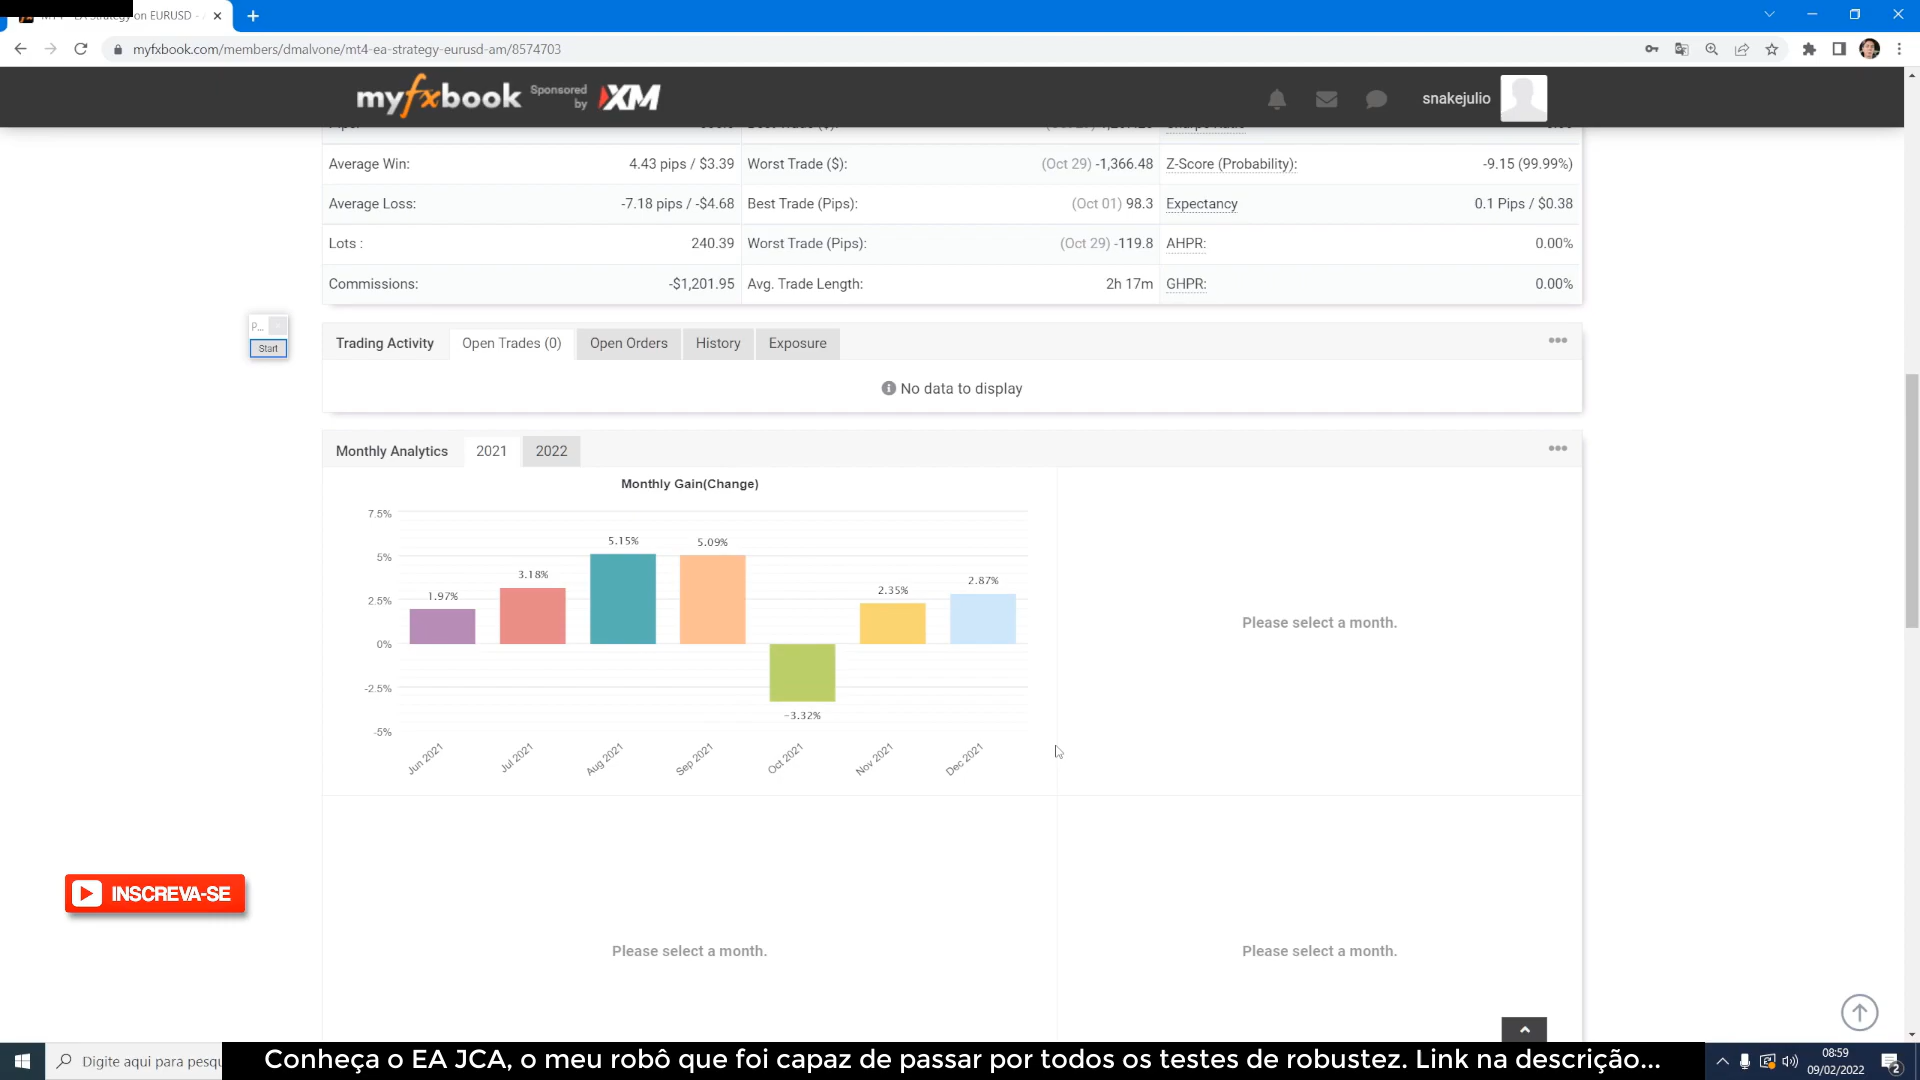 on EURUSD -
myfxbook.com/members/dmalvone/mt4-ea-strategy-eurusd-am/8574703
myfxbook Sponsored by XM
snakejulio
Average Win: 4.43 pips / $3.39 Worst Trade ($): (Oct 29) -1,366.48 Z-Score (Probability): -9.15 (99.99%)
Average Loss: -7.18 pips / -$4.68 Best Trade (Pips): (Oct 01) 98.3 Expectancy 0.1 Pips / $0.38
Lots : 240.39 Worst Trade (Pips): (Oct 29) -119.8 AHPR: 0.00%
Commissions: -$1,201.95 Avg. Trade Length: 2h 17m GHPR: 0.00%
P...
Start
Trading Activity Open Trades (0) Open Orders History Exposure
No data to display
Monthly Analytics 2021 2022
Monthly Gain(Change)
7.5%
5%
2.5%
0%
-2.5%
-5%
1.97%
3.18%
5.15%
5.09%
-3.32%
2.35%
2.87%
Jun 2021
Jul 2021
Aug 2021
Sep 2021
Oct 2021
Nov 2021
Dec 2021
Please select a month.
Please select a month.
Please select a month.
INSCREVA-SE
Digite aqui para pesqu
Conheça o EA JCA, o meu robô que foi capaz de passar por todos os testes de robustez. Link na descrição...
08:59
09/02/2022
2